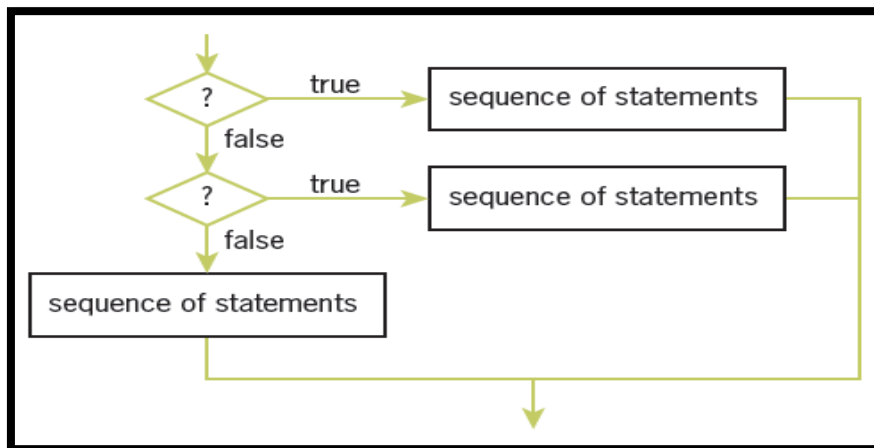 ?
true
sequence of statements
false
?
true
sequence of statements
false
sequence of statements